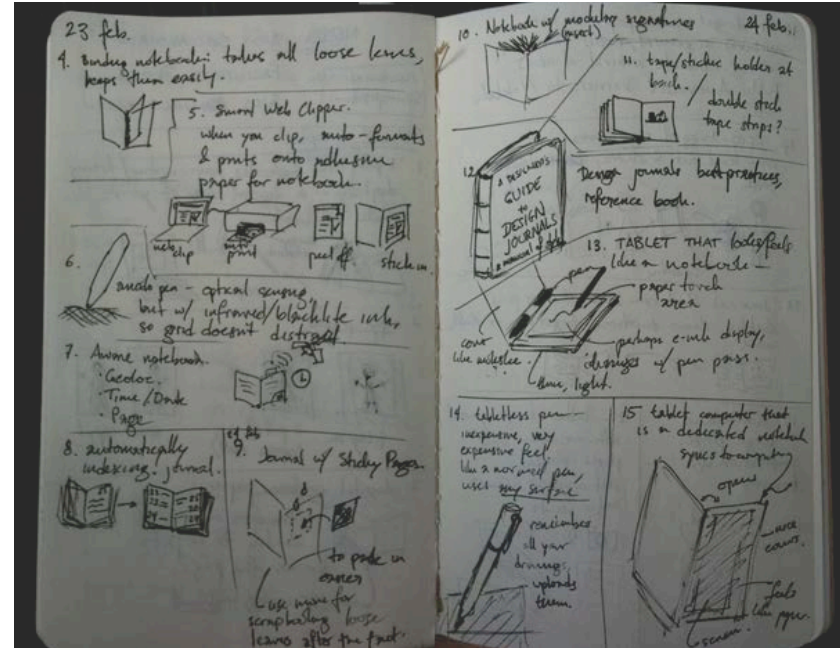 23 feb.
4. Binding notebook: takes all loose leaves,
keeps them easily.
5. Smart Web Clipper.
when you clip, auto-formats
& prints onto adhesive
paper for notebook.
web clip
print
peel off.
stick in.
6.
pen - optical sensing,
but w/ infrared/blacklite ink,
so grid doesn't distract
7. Aware notebook.
· Geoloc.
· Time/Date
· Page
8. automatically
indexing journal.
9. Journal w/ Sticky Pages.
to paste in
use more for
scrapbooking loose
leaves after the fact.
10. Notebook w/ modular signatures
(insert)
24 feb.
11. tape/sticker holder at
back.
double stick
tape strips?
12.
A DESIGNER'S
GUIDE
to
DESIGN
JOURNALS
a manual of
Design journals best practices,
reference book.
13. TABLET THAT looks/feels
like a notebook —
pen
paper touch
area
cover
like moleskine
perhaps e-ink display,
changes w/ pen pass.
thin, light.
14. tabletless pen—
inexpensive, very
expensive feel,
like a normal pen,
uses any surface
remembers
all your
drawings,
uploads
them.
15 tablet computer that
is a dedicated notebook
syncs to computing
opens
nice
covers.
feels
like paper.
screen.